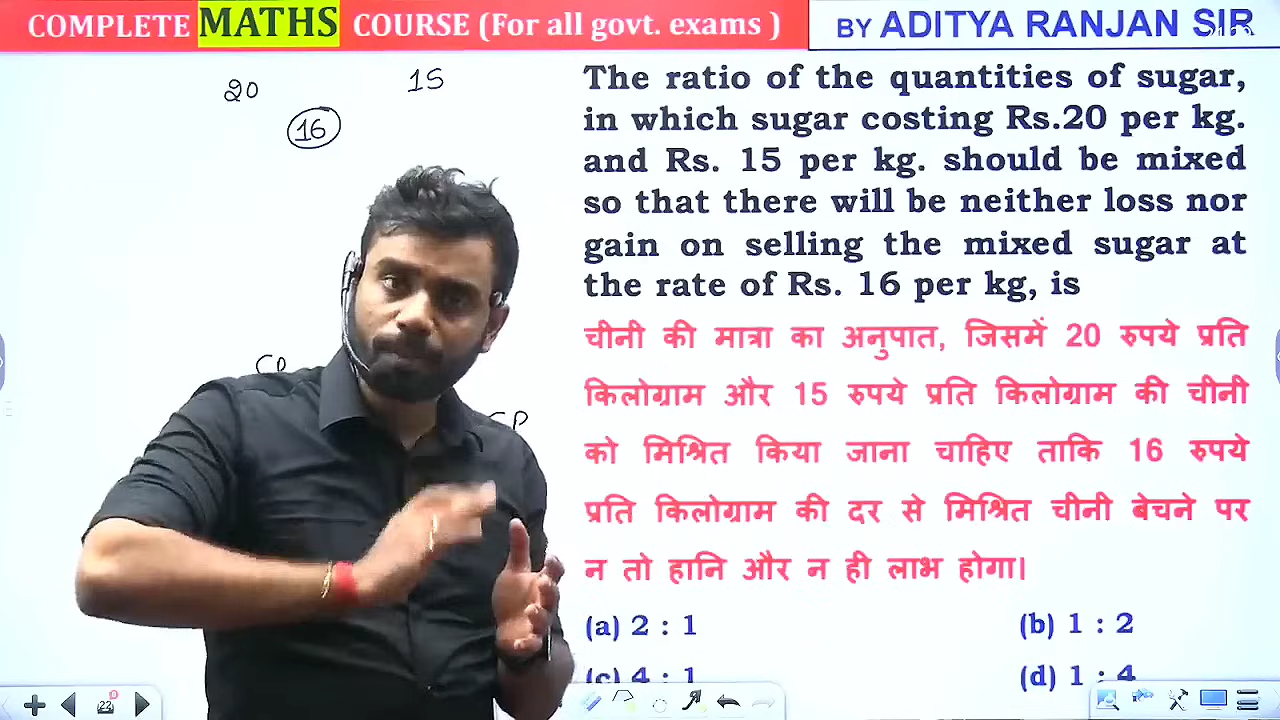 COMPLETE MATHS COURSE (For all govt. exams )
BY ADITYA RANJAN SIR
20 15
16
CP
CP
The ratio of the quantities of sugar,
in which sugar costing Rs.20 per kg.
and Rs. 15 per kg. should be mixed
so that there will be neither loss nor
gain on selling the mixed sugar at
the rate of Rs. 16 per kg, is
चीनी की मात्रा का अनुपात, जिसमें 20 रुपये प्रति
किलोग्राम और 15 रुपये प्रति किलोग्राम की चीनी
को मिश्रित किया जाना चाहिए ताकि 16 रुपये
प्रति किलोग्राम की दर से मिश्रित चीनी बेचने पर
न तो हानि और न ही लाभ होगा।
(a) 2 : 1 (b) 1 : 2
(c) 4 : 1 (d) 1 : 4